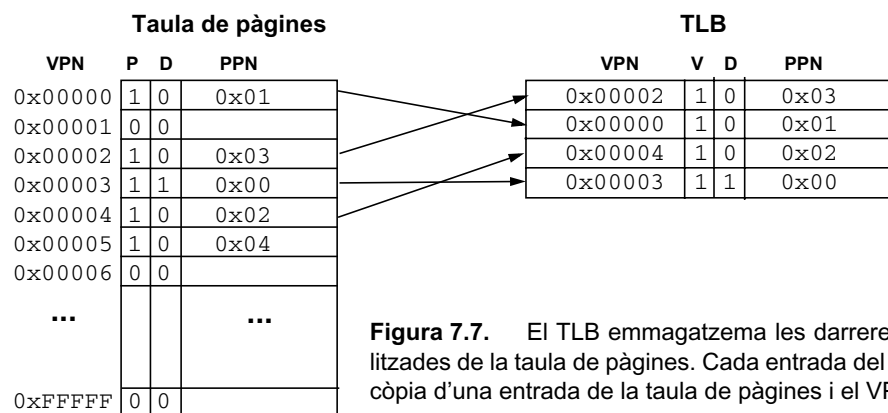 Taula de pàgines
VPN P D PPN
0x00000 1 0 0x01
0x00001 0 0
0x00002 1 0 0x03
0x00003 1 1 0x00
0x00004 1 0 0x02
0x00005 1 0 0x04
0x00006 0 0
... ...
0xFFFFF 0 0
TLB
VPN V D PPN
0x00002 1 0 0x03
0x00000 1 0 0x01
0x00004 1 0 0x02
0x00003 1 1 0x00
Figura 7.7. El TLB emmagatzema les darrere
litzades de la taula de pàgines. Cada entrada del
còpia d'una entrada de la taula de pàgines i el VP